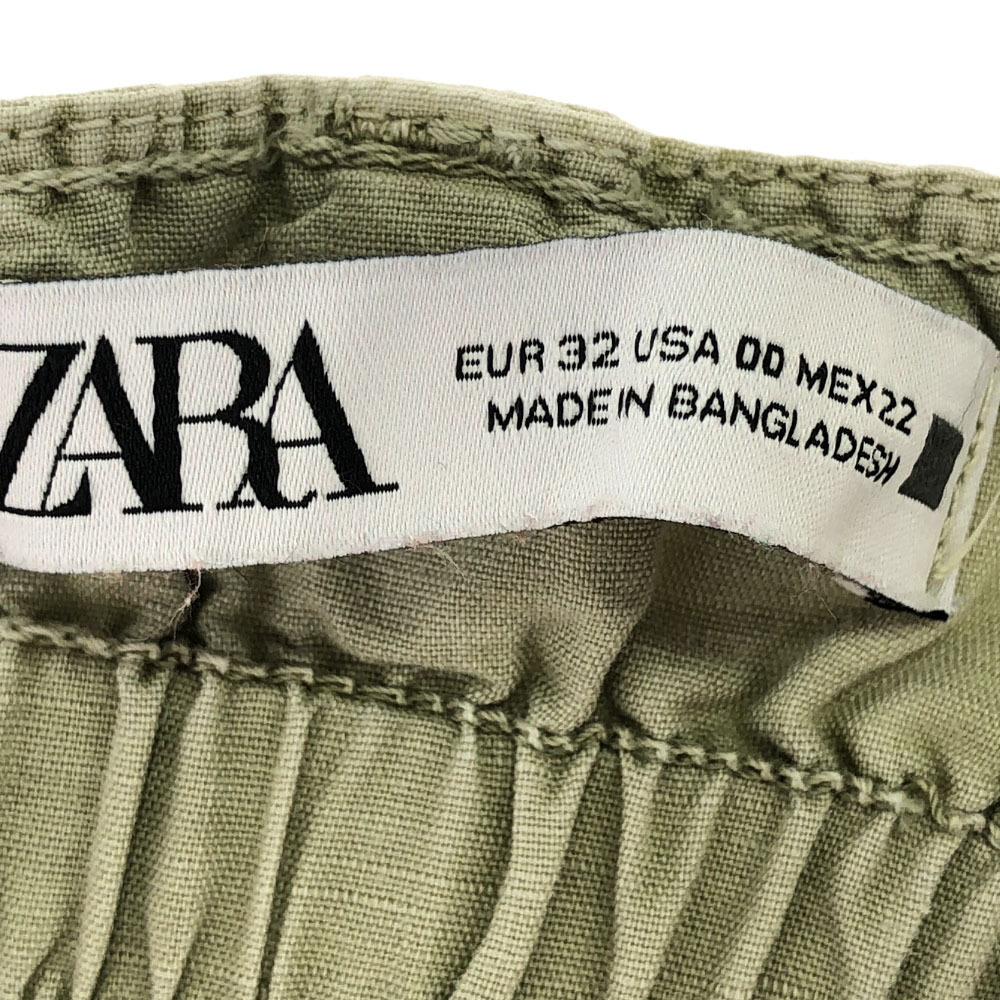 ZARA
EUR 32 USA 00 MEX 22
MADE IN BANGLADESH